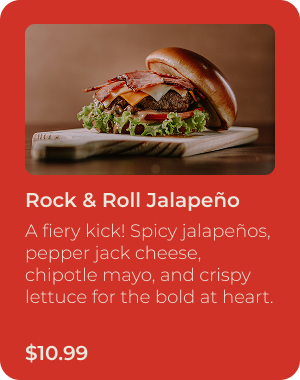 Rock & Roll Jalapeño
A fiery kick! Spicy jalapeños,
pepper jack cheese,
chipotle mayo, and crispy
lettuce for the bold at heart.
$10.99